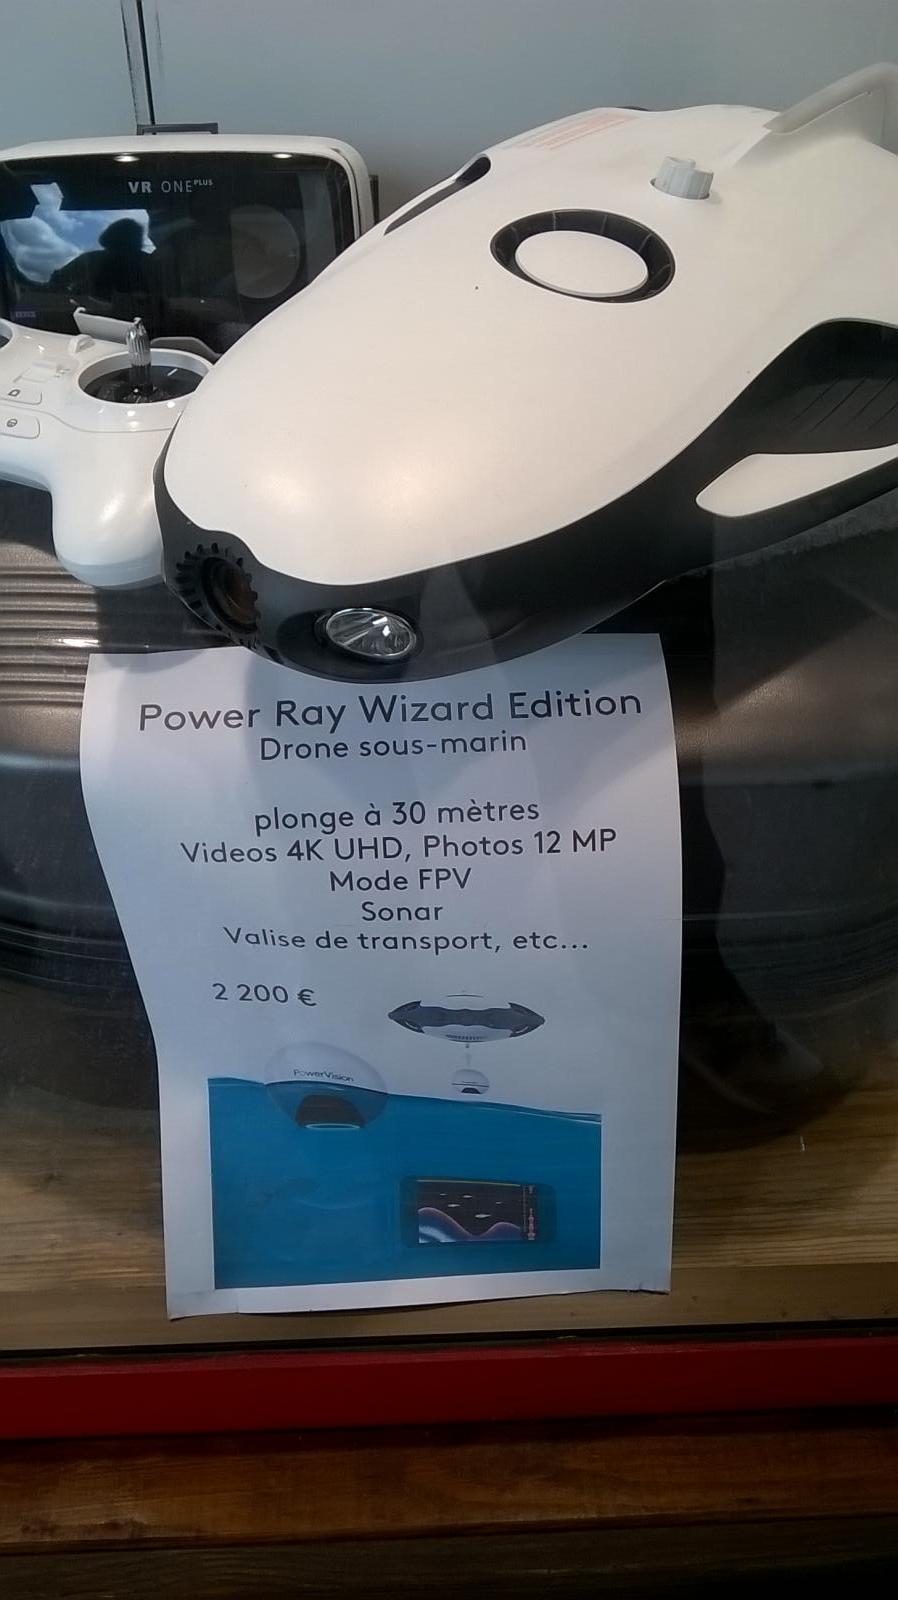 VR ONE PLUS
Power Ray Wizard Edition
Drone sous-marin
plonge à 30 mètres
Videos 4K UHD, Photos 12 MP
Mode FPV
Sonar
Valise de transport, etc...
2 200 €
PowerVision